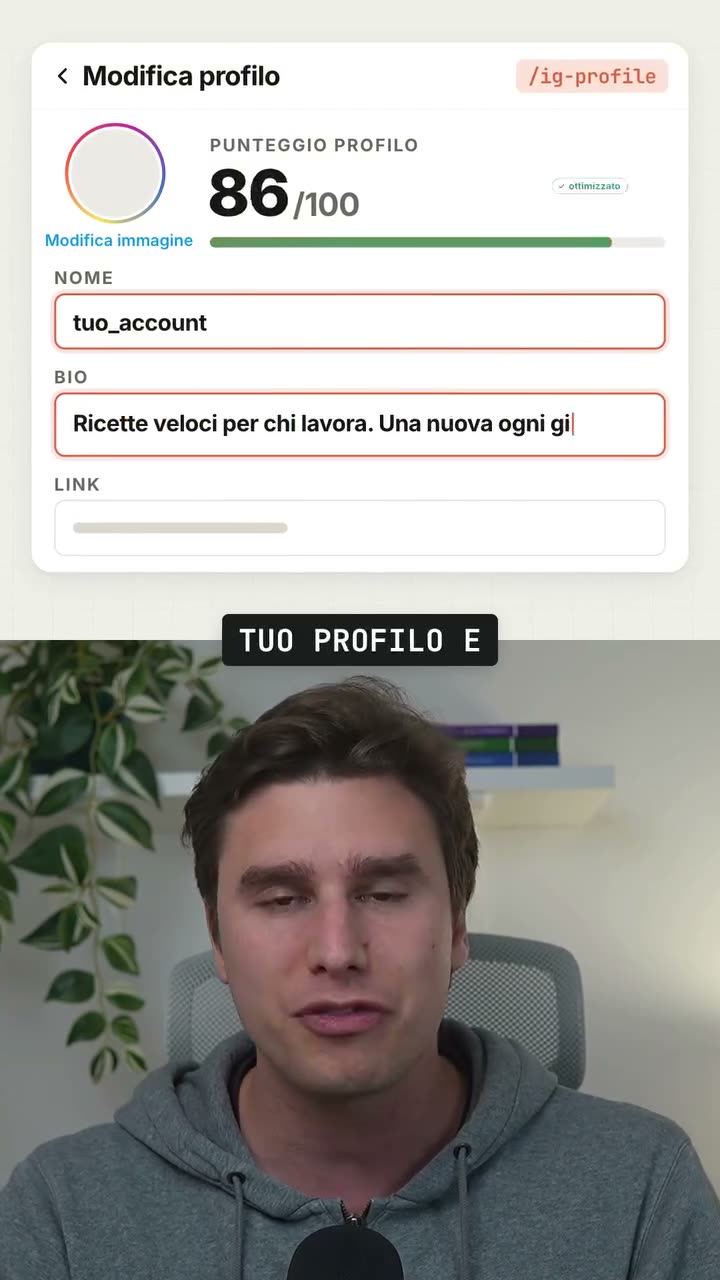 Modifica profilo
/ig-profile
PUNTEGGIO PROFILO
86/100
✓ ottimizzato
Modifica immagine
NOME
tuo_account
BIO
Ricette veloci per chi lavora. Una nuova ogni gi
LINK
TUO PROFILO E